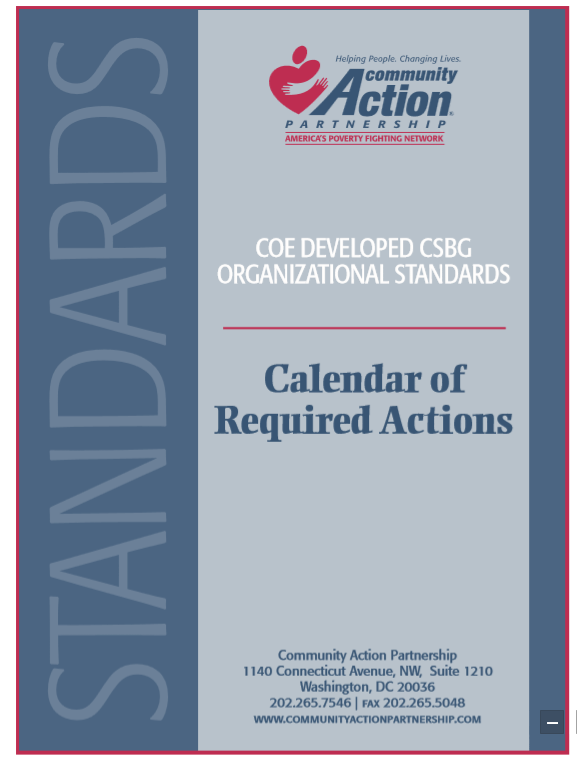 STANDARDS
Helping People. Changing Lives.
community
Action
PARTNERSHIP
AMERICA'S POVERTY FIGHTING NETWORK
COE DEVELOPED CSBG
ORGANIZATIONAL STANDARDS
Calendar of
Required Actions
Community Action Partnership
1140 Connecticut Avenue, NW, Suite 1210
Washington, DC 20036
202.265.7546 | FAX 202.265.5048
WWW.COMMUNITYACTIONPARTNERSHIP.COM